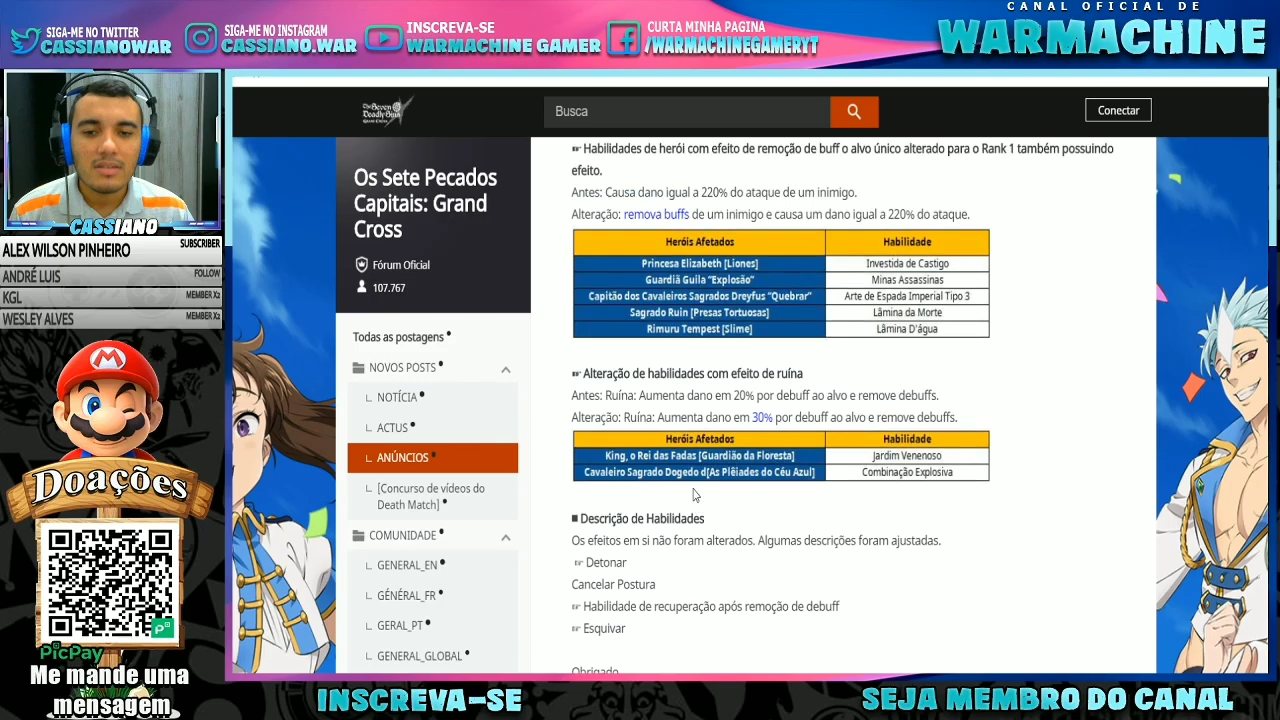 SIGA-ME NO TWITTER
CASSIANOWAR
SIGA-ME NO INSTAGRAM
CASSIANO.WAR
INSCREVA-SE
WARMACHINE GAMER
CURTA MINHA PAGINA
/WARMACHINEGAMERYT
CANAL OFICIAL DE
WARMACHINE
CASSIANO
ALEX WILSON PINHEIRO SUBSCRIBER
ANDRÉ LUIS FOLLOW
KGL MEMBER X2
WESLEY ALVES MEMBER X2
M
Doações
PicPay
Me mande uma
mensagem
The Seven
Deadly Sins
GRAND CROSS
Busca
Conectar
Os Sete Pecados
Capitais: Grand
Cross
Fórum Oficial
107.767
Todas as postagens
NOVOS POSTS
NOTÍCIA
ACTUS
ANÚNCIOS
[Concurso de vídeos do
Death Match]
COMUNIDADE
GENERAL_EN
GÉNÉRAL_FR
GERAL_PT
GENERAL_GLOBAL
☞ Habilidades de herói com efeito de remoção de buff o alvo único alterado para o Rank 1 também possuindo
efeito.
Antes: Causa dano igual a 220% do ataque de um inimigo.
Alteração: remova buffs de um inimigo e causa um dano igual a 220% do ataque.
Heróis Afetados Habilidade
Princesa Elizabeth [Liones] Investida de Castigo
Guardiã Guila "Explosão" Minas Assassinas
Capitão dos Cavaleiros Sagrados Dreyfus "Quebrar" Arte de Espada Imperial Tipo 3
Sagrado Ruin [Presas Tortuosas] Lâmina da Morte
Rimuru Tempest [Slime] Lâmina D'água
☞ Alteração de habilidades com efeito de ruína
Antes: Ruína: Aumenta dano em 20% por debuff ao alvo e remove debuffs.
Alteração: Ruína: Aumenta dano em 30% por debuff ao alvo e remove debuffs.
Heróis Afetados Habilidade
King, o Rei das Fadas [Guardião da Floresta] Jardim Venenoso
Cavaleiro Sagrado Dogedo d[As Plêiades do Céu Azul] Combinação Explosiva
■ Descrição de Habilidades
Os efeitos em si não foram alterados. Algumas descrições foram ajustadas.
☞ Detonar
Cancelar Postura
☞ Habilidade de recuperação após remoção de debuff
☞ Esquivar
Obrigado
INSCREVA-SE
SEJA MEMBRO DO CANAL